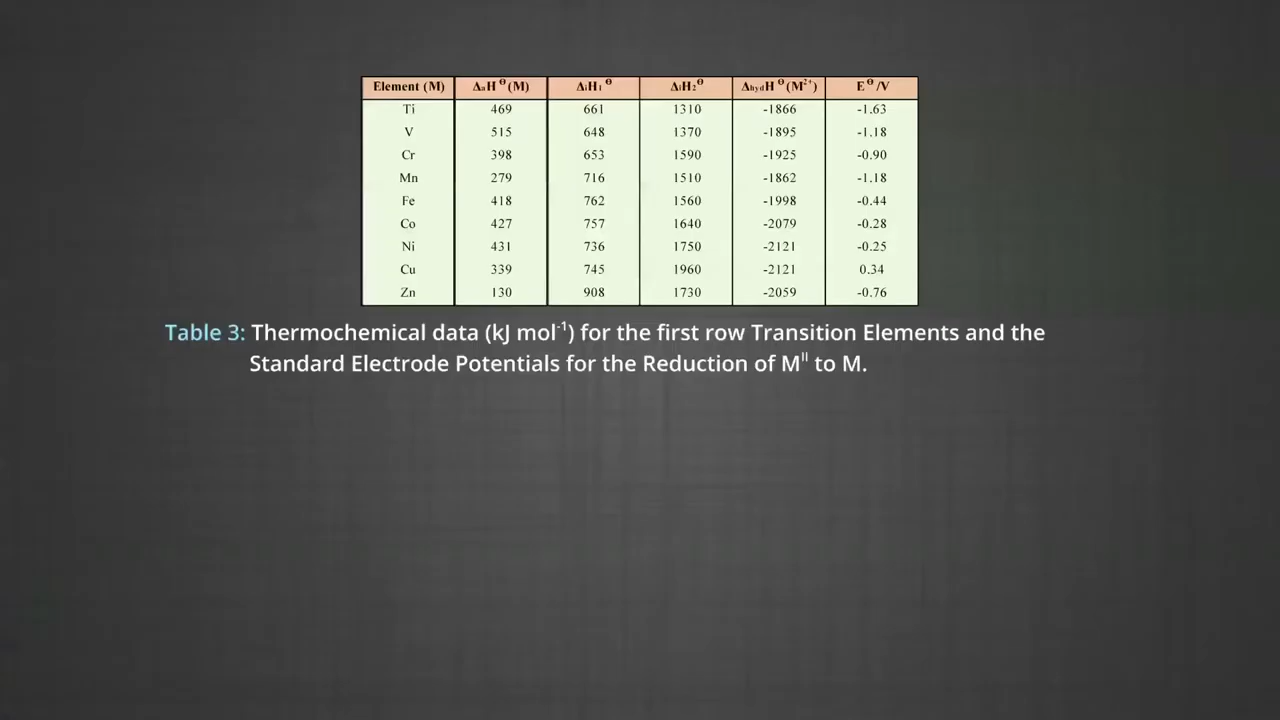 Element (M) ΔₐH⊖(M) ΔᵢH₁⊖ ΔᵢH₂⊖ ΔhydH⊖(M²⁺) E⊖/V
Ti 469 661 1310 -1866 -1.63
V 515 648 1370 -1895 -1.18
Cr 398 653 1590 -1925 -0.90
Mn 279 716 1510 -1862 -1.18
Fe 418 762 1560 -1998 -0.44
Co 427 757 1640 -2079 -0.28
Ni 431 736 1750 -2121 -0.25
Cu 339 745 1960 -2121 0.34
Zn 130 908 1730 -2059 -0.76
Table 3: Thermochemical data (kJ mol⁻¹) for the first row Transition Elements and the
Standard Electrode Potentials for the Reduction of Mᴵᴵ to M.